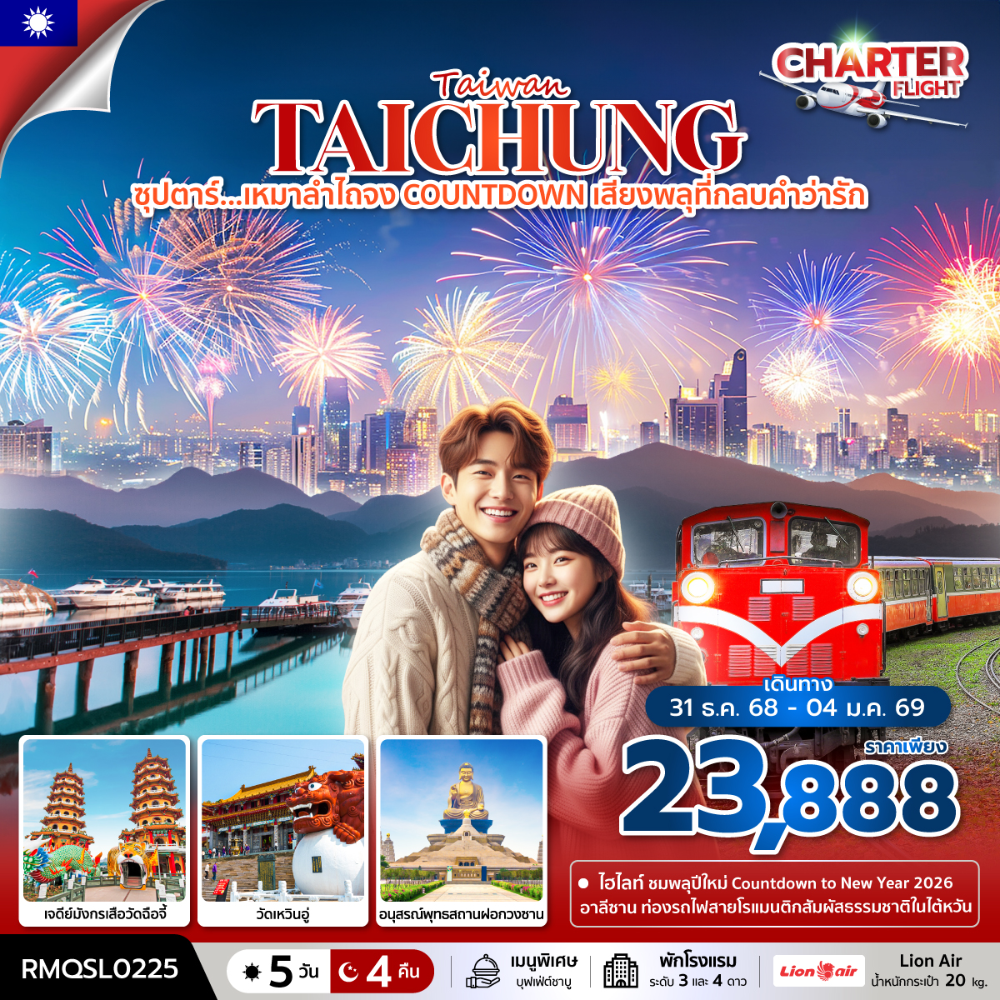 CHARTER
FLIGHT
Taiwan
TAICHUNG
ซุปตาร์...เหมาลำไถจง COUNTDOWN เสียงพลุที่กลบคำว่ารัก
เดินทาง
31 ธ.ค. 68 - 04 ม.ค. 69
ราคาเพียง
23,888
• ไฮไลท์ ชมพลุปีใหม่ Countdown to New Year 2026
อาลีซาน ท่องรถไฟสายโรแมนติกสัมผัสธรรมชาติในไต้หวัน
เจดีย์มังกรเสือวัดฉือจี้
วัดเหวินอู่
อนุสรณ์พุทธสถานฝอกวงซาน
RMQSL0225
5 วัน
4 คืน
เมนูพิเศษ
บุฟเฟ่ต์ชาบู
พักโรงแรม
ระดับ 3 และ 4 ดาว
Lion air
Lion Air
น้ำหนักกระเป๋า 20 kg.